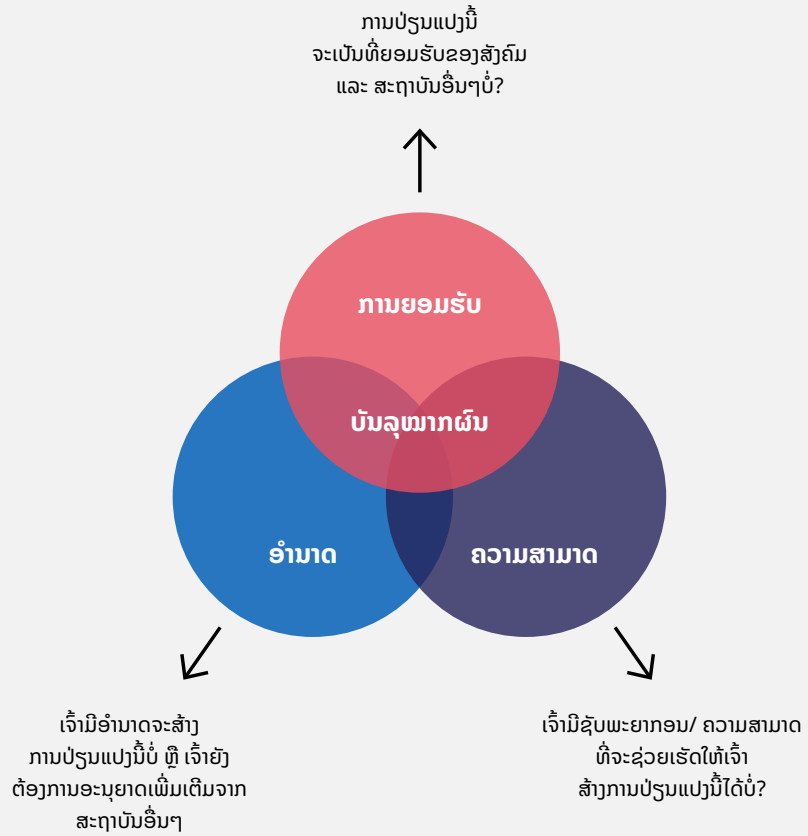 ການປ່ຽນແປງນີ້
ຈະເປັນທີ່ຍອມຮັບຂອງສັງຄົມ
ແລະ ສະຖາບັນອື່ນໆບໍ່?
ການຍອມຮັບ
ບັນລຸໝາກຜົນ
ອຳນາດ
ຄວາມສາມາດ
ເຈົ້າມີອຳນາດຈະສ້າງ
ການປ່ຽນແປງນີ້ບໍ່ ຫຼື ເຈົ້າຍັງ
ຕ້ອງການອະນຸຍາດເພີ່ມເຕີມຈາກ
ສະຖາບັນອື່ນໆ
ເຈົ້າມີຊັບພະຍາກອນ/ ຄວາມສາມາດ
ທີ່ຈະຊ່ວຍເຮັດໃຫ້ເຈົ້າ
ສ້າງການປ່ຽນແປງນີ້ໄດ້ບໍ່?